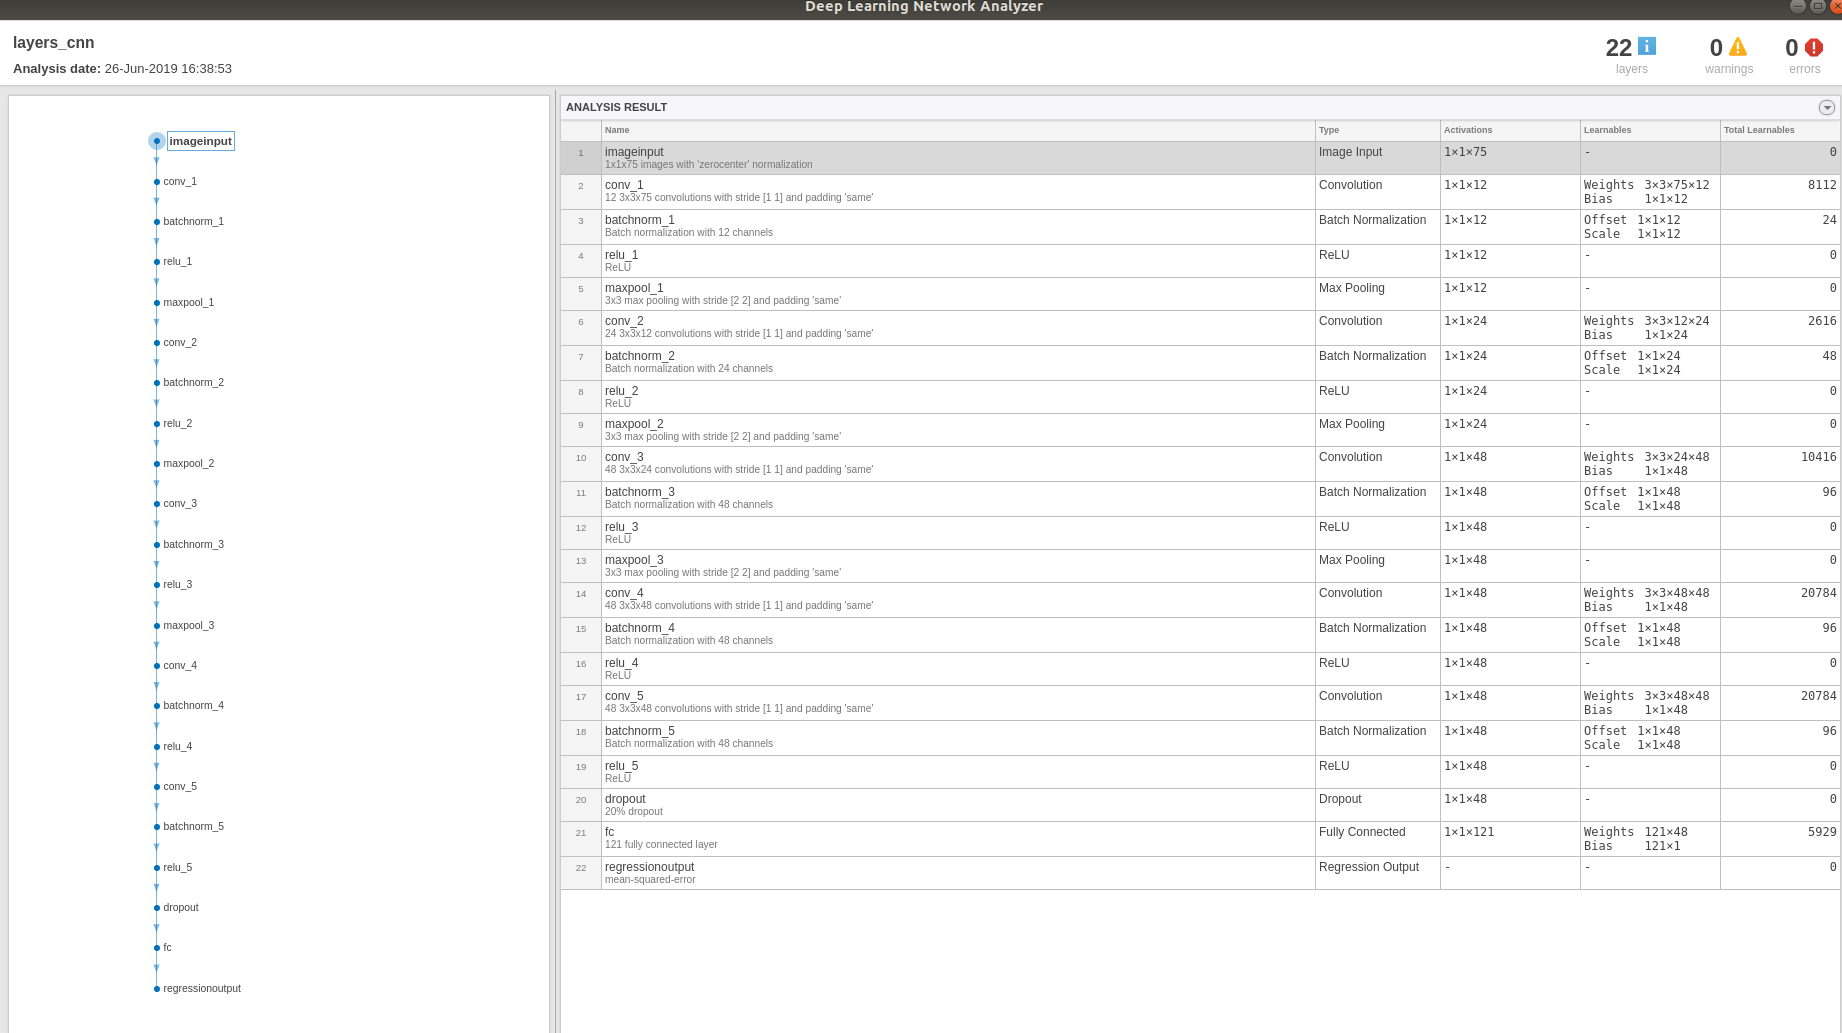 Deep Learning Network Analyzer
layers_cnn
Analysis date: 26-Jun-2019 16:38:53
22
layers
0
warnings
0
errors
imageinput
conv_1
batchnorm_1
relu_1
maxpool_1
conv_2
batchnorm_2
relu_2
maxpool_2
conv_3
batchnorm_3
relu_3
maxpool_3
conv_4
batchnorm_4
relu_4
conv_5
batchnorm_5
relu_5
dropout
fc
regressionoutput
ANALYSIS RESULT
Name Type Activations Learnables Total Learnables
1 imageinput Image Input 1×1×75 - 0
1x1x75 images with 'zerocenter' normalization
2 conv_1 Convolution 1×1×12 Weights 3×3×75×12 8112
12 3x3x75 convolutions with stride [1 1] and padding 'same' Bias 1×1×12
3 batchnorm_1 Batch Normalization 1×1×12 Offset 1×1×12 24
Batch normalization with 12 channels Scale 1×1×12
4 relu_1 ReLU 1×1×12 - 0
ReLU
5 maxpool_1 Max Pooling 1×1×12 - 0
3x3 max pooling with stride [2 2] and padding 'same'
6 conv_2 Convolution 1×1×24 Weights 3×3×12×24 2616
24 3x3x12 convolutions with stride [1 1] and padding 'same' Bias 1×1×24
7 batchnorm_2 Batch Normalization 1×1×24 Offset 1×1×24 48
Batch normalization with 24 channels Scale 1×1×24
8 relu_2 ReLU 1×1×24 - 0
ReLU
9 maxpool_2 Max Pooling 1×1×24 - 0
3x3 max pooling with stride [2 2] and padding 'same'
10 conv_3 Convolution 1×1×48 Weights 3×3×24×48 10416
48 3x3x24 convolutions with stride [1 1] and padding 'same' Bias 1×1×48
11 batchnorm_3 Batch Normalization 1×1×48 Offset 1×1×48 96
Batch normalization with 48 channels Scale 1×1×48
12 relu_3 ReLU 1×1×48 - 0
ReLU
13 maxpool_3 Max Pooling 1×1×48 - 0
3x3 max pooling with stride [2 2] and padding 'same'
14 conv_4 Convolution 1×1×48 Weights 3×3×48×48 20784
48 3x3x48 convolutions with stride [1 1] and padding 'same' Bias 1×1×48
15 batchnorm_4 Batch Normalization 1×1×48 Offset 1×1×48 96
Batch normalization with 48 channels Scale 1×1×48
16 relu_4 ReLU 1×1×48 - 0
ReLU
17 conv_5 Convolution 1×1×48 Weights 3×3×48×48 20784
48 3x3x48 convolutions with stride [1 1] and padding 'same' Bias 1×1×48
18 batchnorm_5 Batch Normalization 1×1×48 Offset 1×1×48 96
Batch normalization with 48 channels Scale 1×1×48
19 relu_5 ReLU 1×1×48 - 0
ReLU
20 dropout Dropout 1×1×48 - 0
20% dropout
21 fc Fully Connected 1×1×121 Weights 121×48 5929
121 fully connected layer Bias 121×1
22 regressionoutput Regression Output - - 0
mean-squared-error